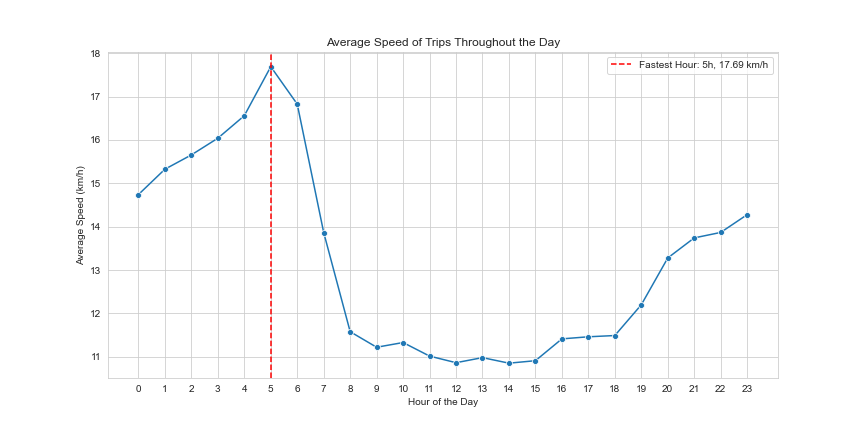 Average Speed of Trips Throughout the Day
Fastest Hour: 5h, 17.69 km/h
Average Speed (km/h)
18
17
16
15
14
13
12
11
0 1 2 3 4 5 6 7 8 9 10 11 12 13 14 15 16 17 18 19 20 21 22 23
Hour of the Day